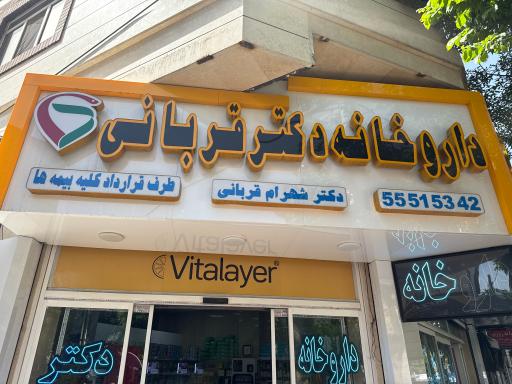 داروخانه دکتر قربانی
55515342
دکتر شهرام قربانی
طرف قرارداد کلیه بیمه ها
Vitalayer
خانه
داروخانه
دکتر